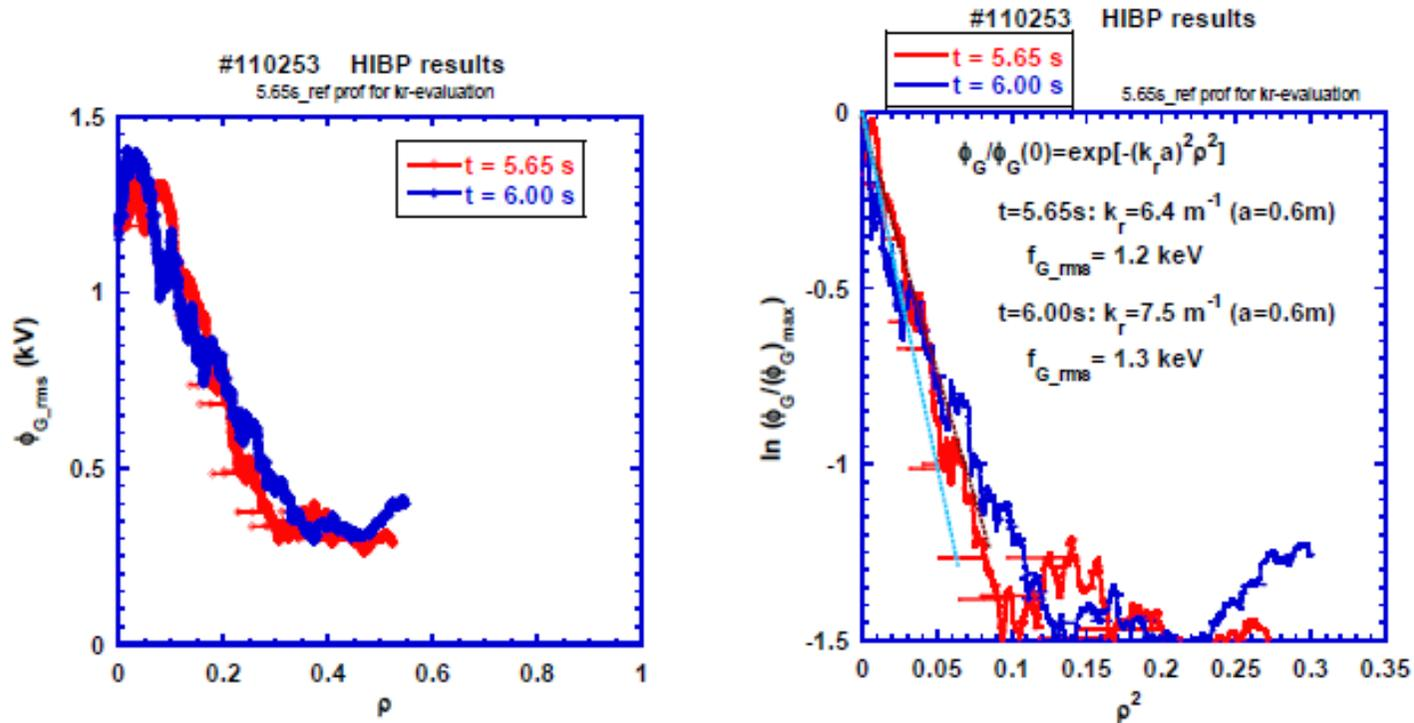 #110253    HIBP results
5.65s_ref prof for kr-evaluation
t = 5.65 s
t = 6.00 s
1.5
1
0.5
0
ϕG_rms (kV)
0
0.2
0.4
0.6
0.8
1
ρ
#110253    HIBP results
t = 5.65 s
t = 6.00 s
5.65s_ref prof for kr-evaluation
ϕG/ϕG(0)=exp[-(kra)²ρ²]
t=5.65s: kr=6.4 m⁻¹ (a=0.6m)
fG_rms= 1.2 keV
t=6.00s: kr=7.5 m⁻¹ (a=0.6m)
fG_rms= 1.3 keV
0
-0.5
-1
-1.5
ln (ϕG/(ϕG)max)
0
0.05
0.1
0.15
0.2
0.25
0.3
0.35
ρ²